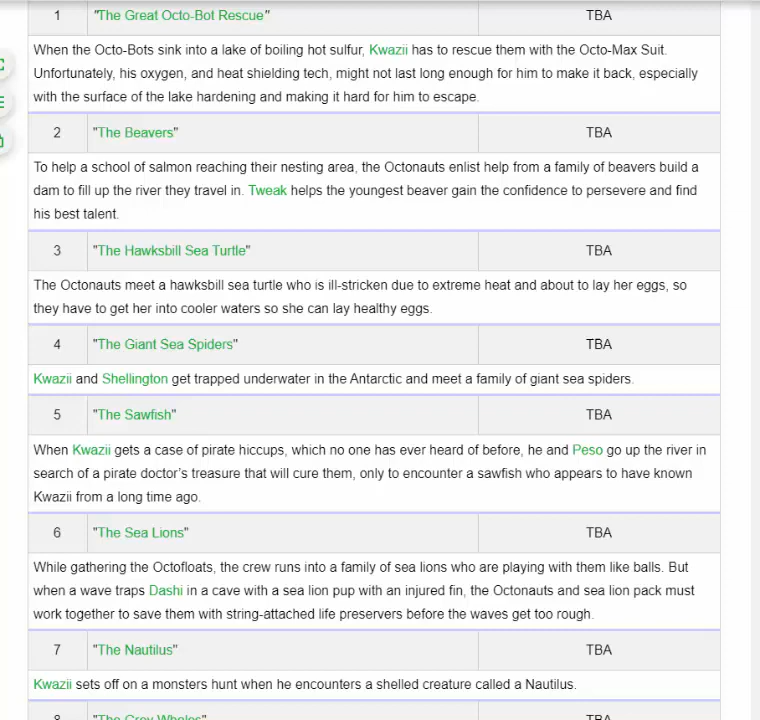 1 "The Great Octo-Bot Rescue" TBA
When the Octo-Bots sink into a lake of boiling hot sulfur, Kwazii has to rescue them with the Octo-Max Suit.
Unfortunately, his oxygen, and heat shielding tech, might not last long enough for him to make it back, especially
with the surface of the lake hardening and making it hard for him to escape.
2 "The Beavers" TBA
To help a school of salmon reaching their nesting area, the Octonauts enlist help from a family of beavers build a
dam to fill up the river they travel in. Tweak helps the youngest beaver gain the confidence to persevere and find
his best talent.
3 "The Hawksbill Sea Turtle" TBA
The Octonauts meet a hawksbill sea turtle who is ill-stricken due to extreme heat and about to lay her eggs, so
they have to get her into cooler waters so she can lay healthy eggs.
4 "The Giant Sea Spiders" TBA
Kwazii and Shellington get trapped underwater in the Antarctic and meet a family of giant sea spiders.
5 "The Sawfish" TBA
When Kwazii gets a case of pirate hiccups, which no one has ever heard of before, he and Peso go up the river in
search of a pirate doctor's treasure that will cure them, only to encounter a sawfish who appears to have known
Kwazii from a long time ago.
6 "The Sea Lions" TBA
While gathering the Octofloats, the crew runs into a family of sea lions who are playing with them like balls. But
when a wave traps Dashi in a cave with a sea lion pup with an injured fin, the Octonauts and sea lion pack must
work together to save them with string-attached life preservers before the waves get too rough.
7 "The Nautilus" TBA
Kwazii sets off on a monsters hunt when he encounters a shelled creature called a Nautilus.
8 "The Grey Whales" TBA